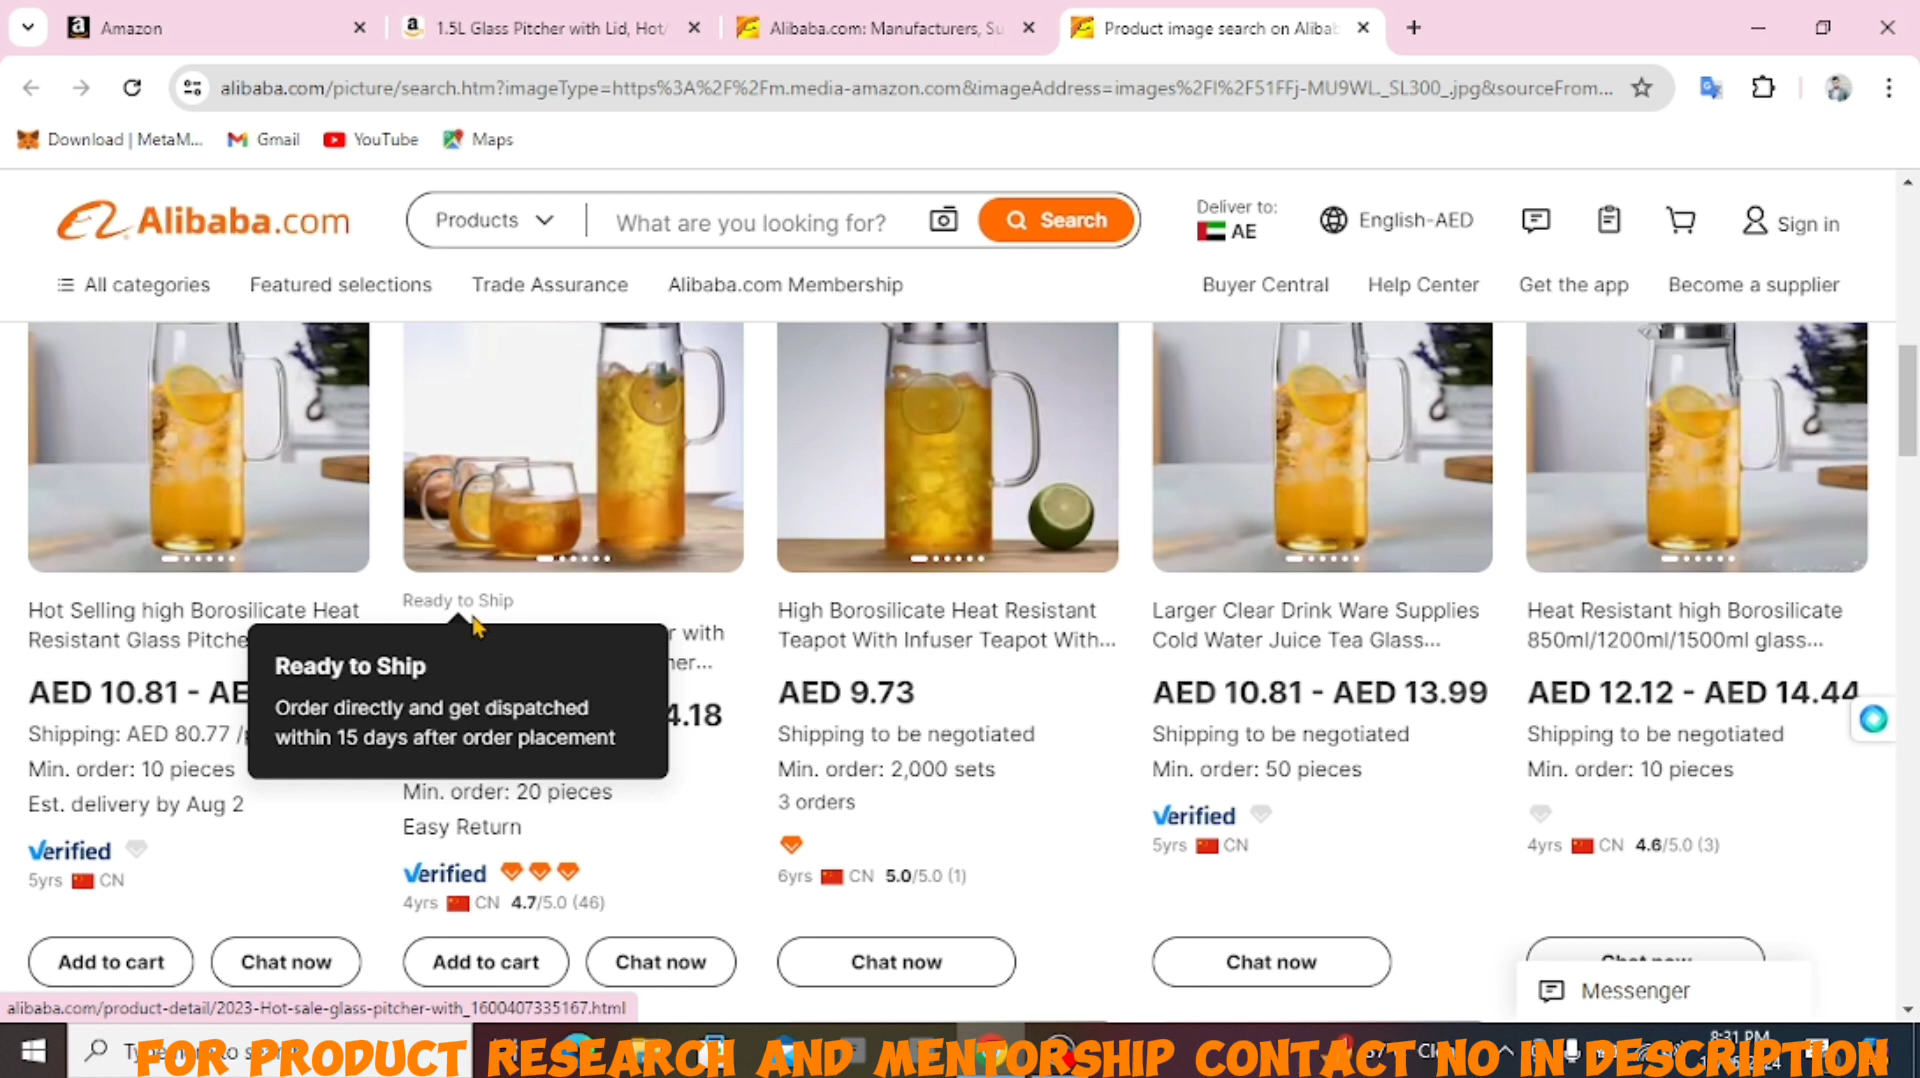 Amazon
1.5L Glass Pitcher with Lid, Hot/
Alibaba.com: Manufacturers, Su
Product image search on Alibab
alibaba.com/picture/search.htm?imageType=https%3A%2F%2Fm.media-amazon.com&imageAddress=images%2FI%2F51FFj-MU9WL._SL300_.jpg&sourceFrom...
Download | MetaM...
Gmail
YouTube
Maps
Alibaba.com
Products
What are you looking for?
Search
Deliver to:
AE
English-AED
Sign in
All categories
Featured selections
Trade Assurance
Alibaba.com Membership
Buyer Central
Help Center
Get the app
Become a supplier
Hot Selling high Borosilicate Heat
Resistant Glass Pitche
AED 10.81 - AE
Shipping: AED 80.77 /p
Min. order: 10 pieces
Est. delivery by Aug 2
Verified
5yrs CN
Add to cart
Chat now
Ready to Ship
r with
ner...
4.18
Ready to Ship
Order directly and get dispatched
within 15 days after order placement
Min. order: 20 pieces
Easy Return
Verified
4yrs CN 4.7/5.0 (46)
Add to cart
Chat now
High Borosilicate Heat Resistant
Teapot With Infuser Teapot With...
AED 9.73
Shipping to be negotiated
Min. order: 2,000 sets
3 orders
6yrs CN 5.0/5.0 (1)
Chat now
Larger Clear Drink Ware Supplies
Cold Water Juice Tea Glass...
AED 10.81 - AED 13.99
Shipping to be negotiated
Min. order: 50 pieces
Verified
5yrs CN
Chat now
Heat Resistant high Borosilicate
850ml/1200ml/1500ml glass...
AED 12.12 - AED 14.44
Shipping to be negotiated
Min. order: 10 pieces
4yrs CN 4.6/5.0 (3)
Chat now
Messenger
alibaba.com/product-detail/2023-Hot-sale-glass-pitcher-with_1600407335167.html
8:31 PM
FOR PRODUCT RESEARCH AND MENTORSHIP CONTACT NO IN DESCRIPTION